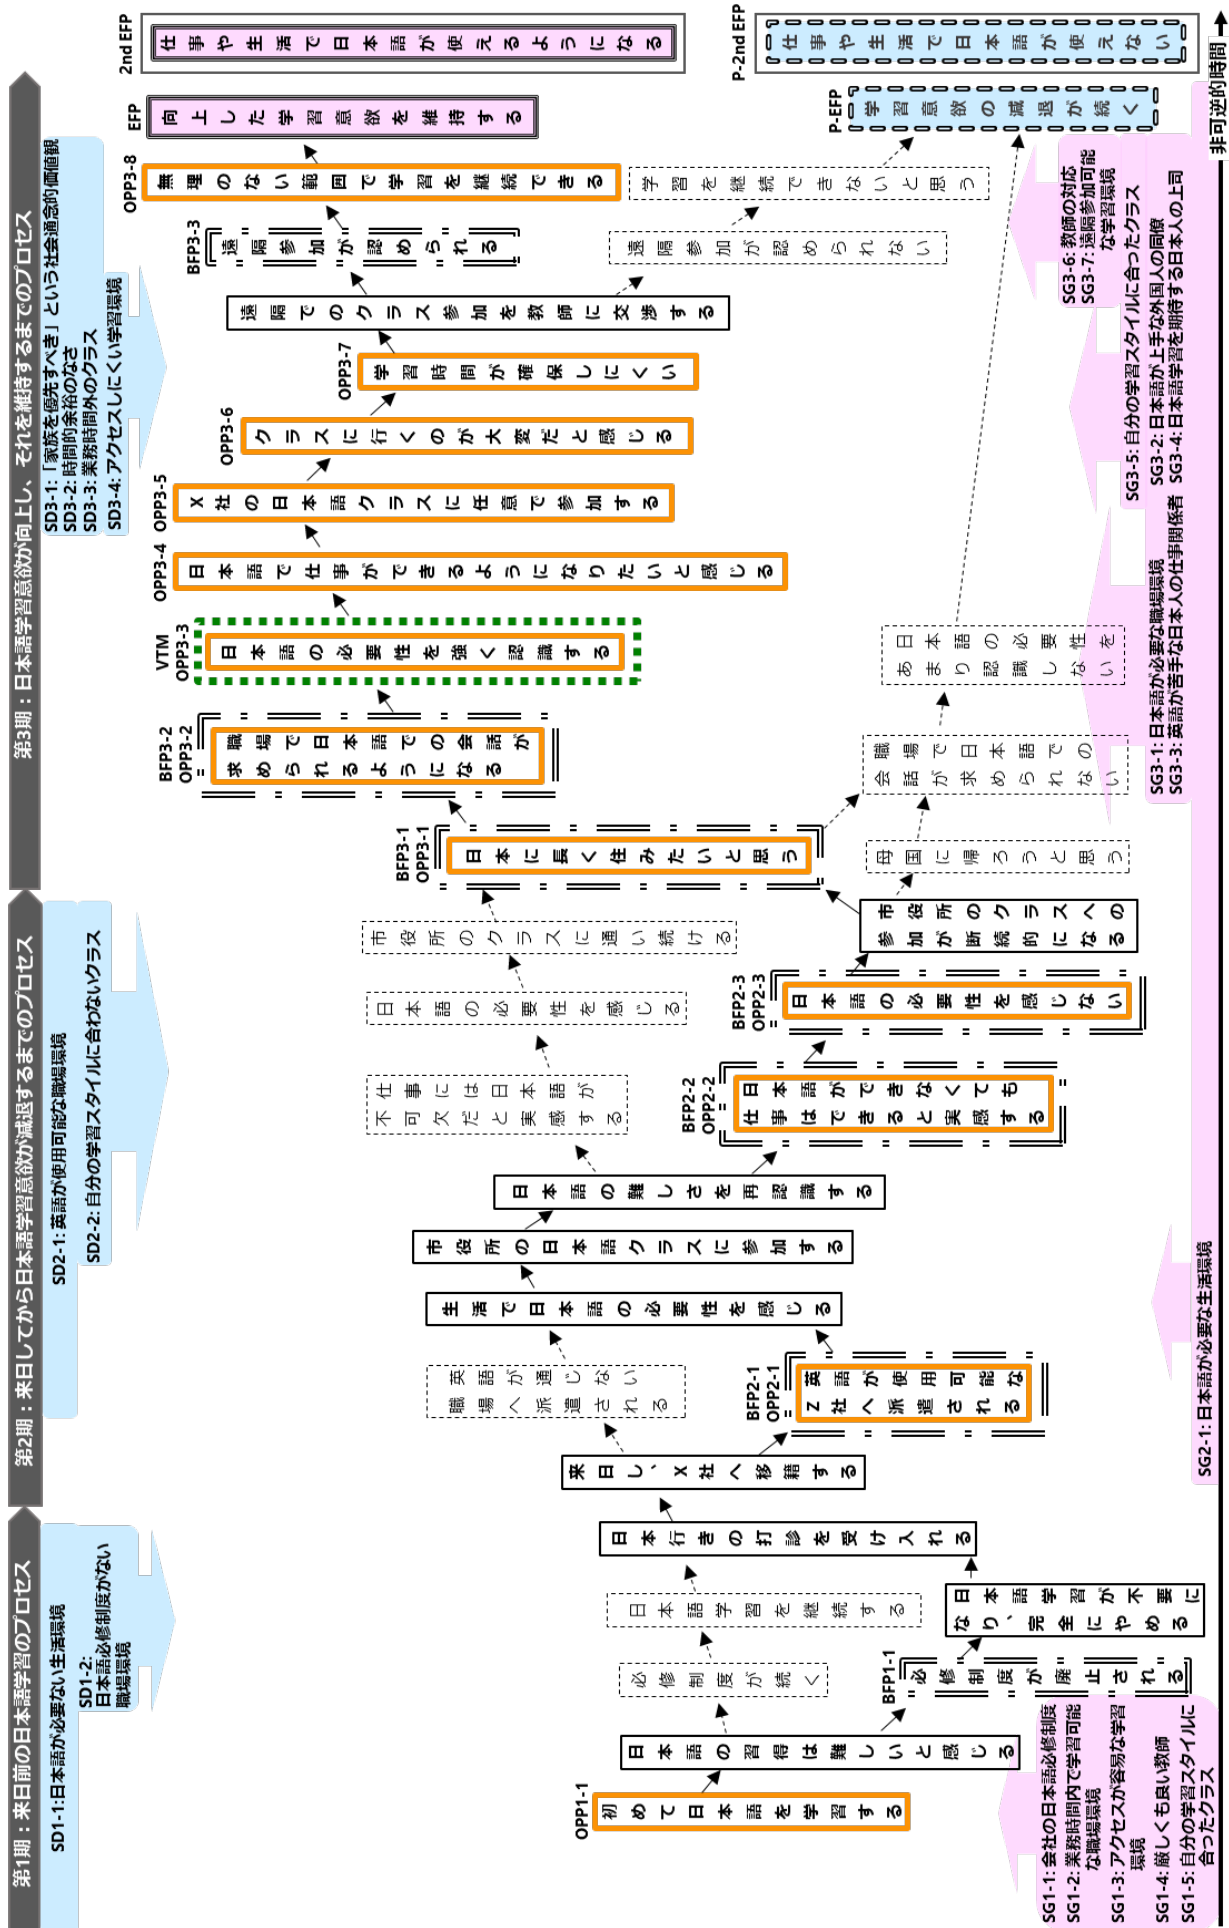 第1期：来日前の日本語学習のプロセス
第2期：来日してから日本語学習意欲が減退するまでのプロセス
第3期：日本語学習意欲が向上し、それを維持するまでのプロセス
SD1-1:日本語が必要ない生活環境
SD1-2:
日本語必修制度がない
職場環境
SD2-1: 英語が使用可能な職場環境
SD2-2: 自分の学習スタイルに合わないクラス
SD3-1:「家族を優先すべき」という社会通念的価値観
SD3-2: 時間的余裕のなさ
SD3-3: 業務時間外のクラス
SD3-4: アクセスしにくい学習環境
OPP1-1
初めて日本語を学習する
日本語の習得は難しいと感じる
必修制度が続く
日本語学習を継続する
BFP1-1
必修制度が廃止される
日本語学習が不要に
なり、完全にやめる
日本行きの打診を受け入れる
来日し、X社へ移籍する
英語が通じない
職場へ派遣される
BFP2-1
OPP2-1
英語が使用可能な
Z社へ派遣される
生活で日本語の必要性を感じる
市役所の日本語クラスに参加する
日本語の難しさを再認識する
仕事には日本語が
不可欠だと実感する
BFP2-2
OPP2-2
日本語ができなくても
仕事はできると実感する
日本語の必要性を感じる
BFP2-3
OPP2-3
日本語の必要性を感じない
市役所のクラスに通い続ける
市役所のクラスへの
参加が断続的になる
BFP3-1
OPP3-1
日本に長く住みたいと思う
母国に帰ろうと思う
BFP3-2
OPP3-2
職場で日本語での会話が
求められるようになる
職場で日本語での
会話が求められない
VTM
OPP3-3
日本語の必要性を強く認識する
日本語の必要性を
あまり認識しない
OPP3-4
日本語で仕事ができるようになりたいと感じる
OPP3-5
X社の日本語クラスに任意で参加する
OPP3-6
クラスに行くのが大変だと感じる
OPP3-7
学習時間が確保しにくい
遠隔でのクラス参加を教師に交渉する
BFP3-3
遠隔参加が認められる
遠隔参加が認められない
OPP3-8
無理のない範囲で学習を継続できる
学習を継続できないと思う
EFP
向上した学習意欲を維持する
P-EFP
学習意欲の減退が続く
2nd EFP
仕事や生活で日本語が使えるようになる
P-2nd EFP
仕事や生活で日本語が使えない
SG1-1: 会社の日本語必修制度
SG1-2: 業務時間内で学習可能
な職場環境
SG1-3: アクセスが容易な学習
環境
SG1-4: 厳しくも良い教師
SG1-5: 自分の学習スタイルに
合ったクラス
SG2-1: 日本語が必要な生活環境
SG3-1: 日本語が必要な職場環境
SG3-3: 英語が苦手な日本人の仕事関係者
SG3-5: 自分の学習スタイルに合ったクラス
SG3-2: 日本語が上手な外国人の同僚
SG3-4: 日本語学習を期待する日本人の上司
SG3-6: 教師の対応
SG3-7: 遠隔参加可能
な学習環境
非可逆的時間